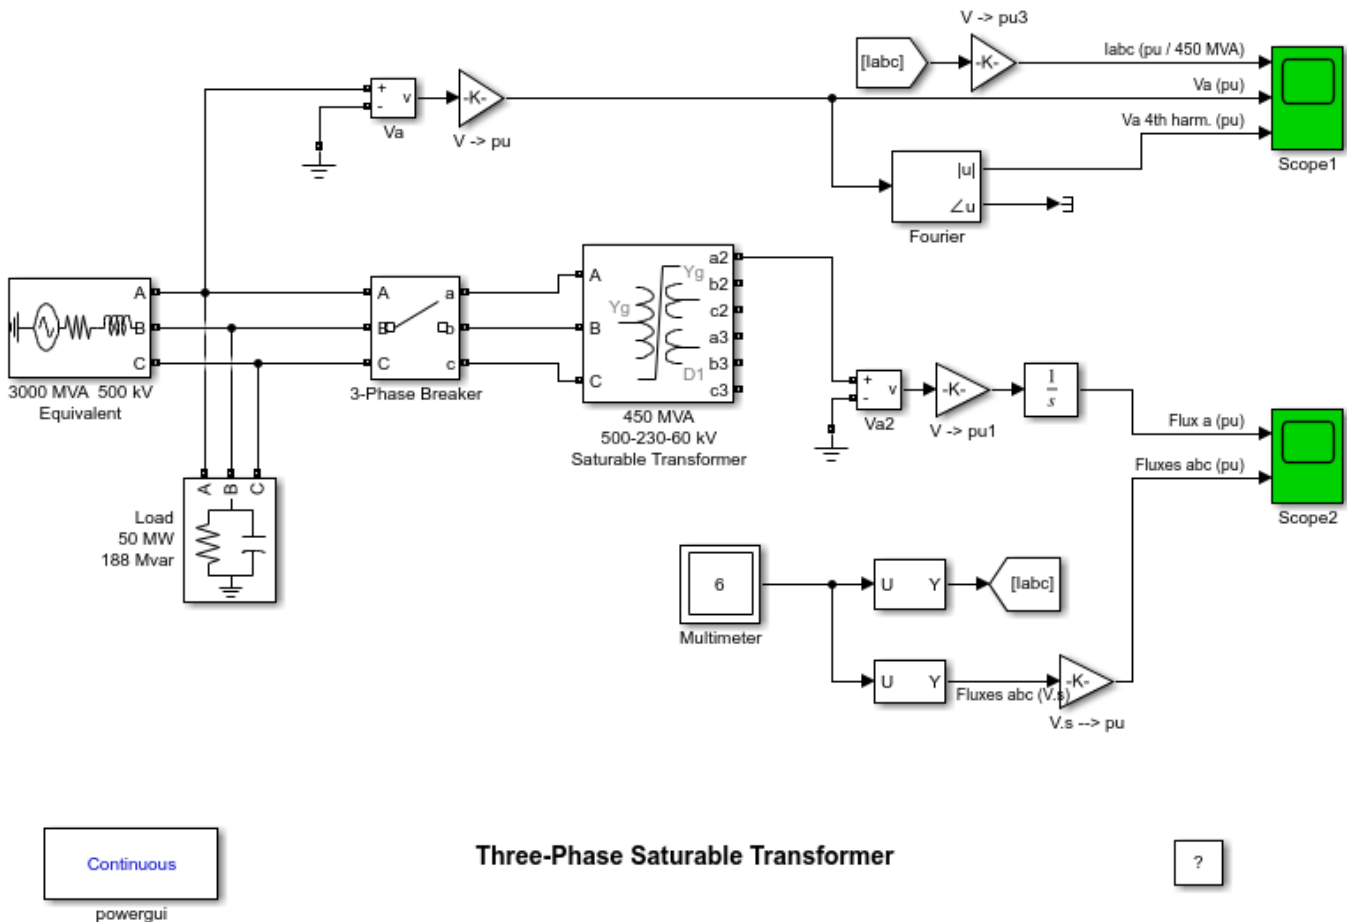 V -> pu3
[Iabc]
-K-
Iabc (pu / 450 MVA)
+
-
v
Va
-K-
V -> pu
Va (pu)
Va 4th harm. (pu)
Scope1
|u|
∠u
Fourier
A
B
C
3000 MVA 500 kV
Equivalent
A
B
C
a
b
c
3-Phase Breaker
A
B
C
Yg
Yg
D1
a2
b2
c2
a3
b3
c3
450 MVA
500-230-60 kV
Saturable Transformer
+
-
v
Va2
-K-
V -> pu1
1
s
Flux a (pu)
Fluxes abc (pu)
Scope2
A
B
C
Load
50 MW
188 Mvar
6
Multimeter
U Y
[Iabc]
U Y
Fluxes abc (V.s)
-K-
V.s --> pu
Continuous
powergui
Three-Phase Saturable Transformer
?